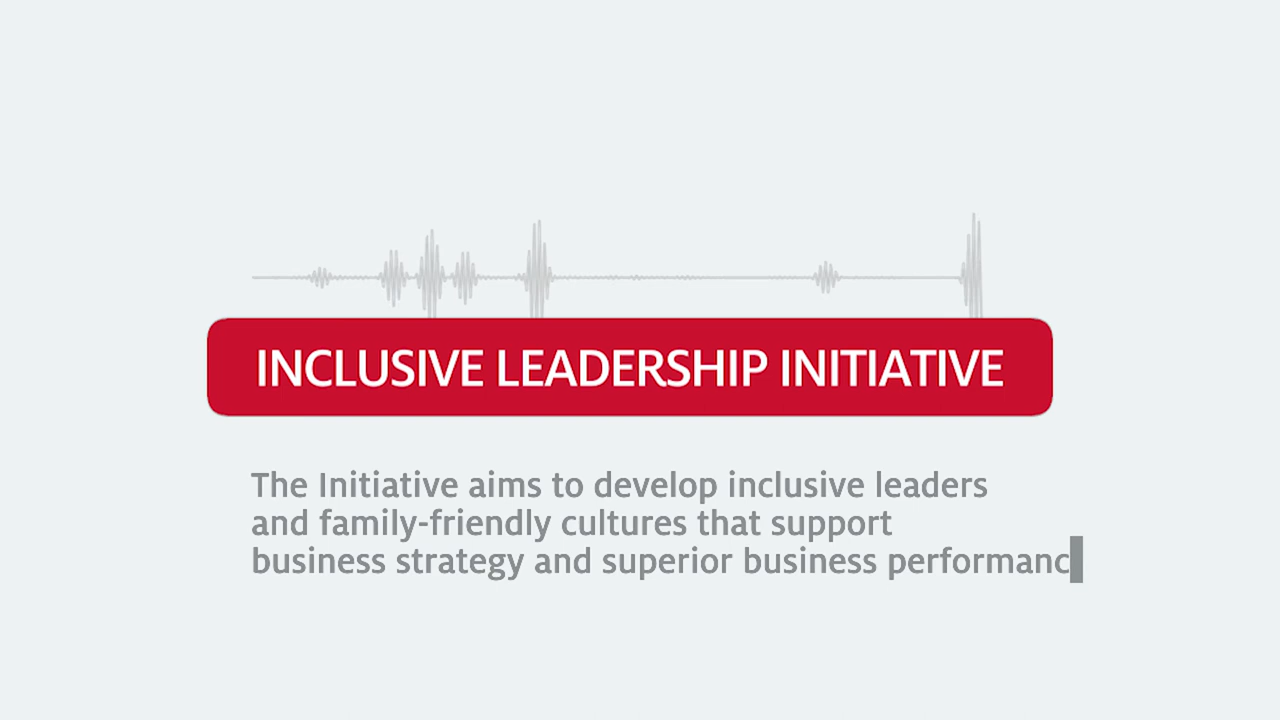 INCLUSIVE LEADERSHIP INITIATIVE
The Initiative aims to develop inclusive leaders
and family-friendly cultures that support
business strategy and superior business performanc